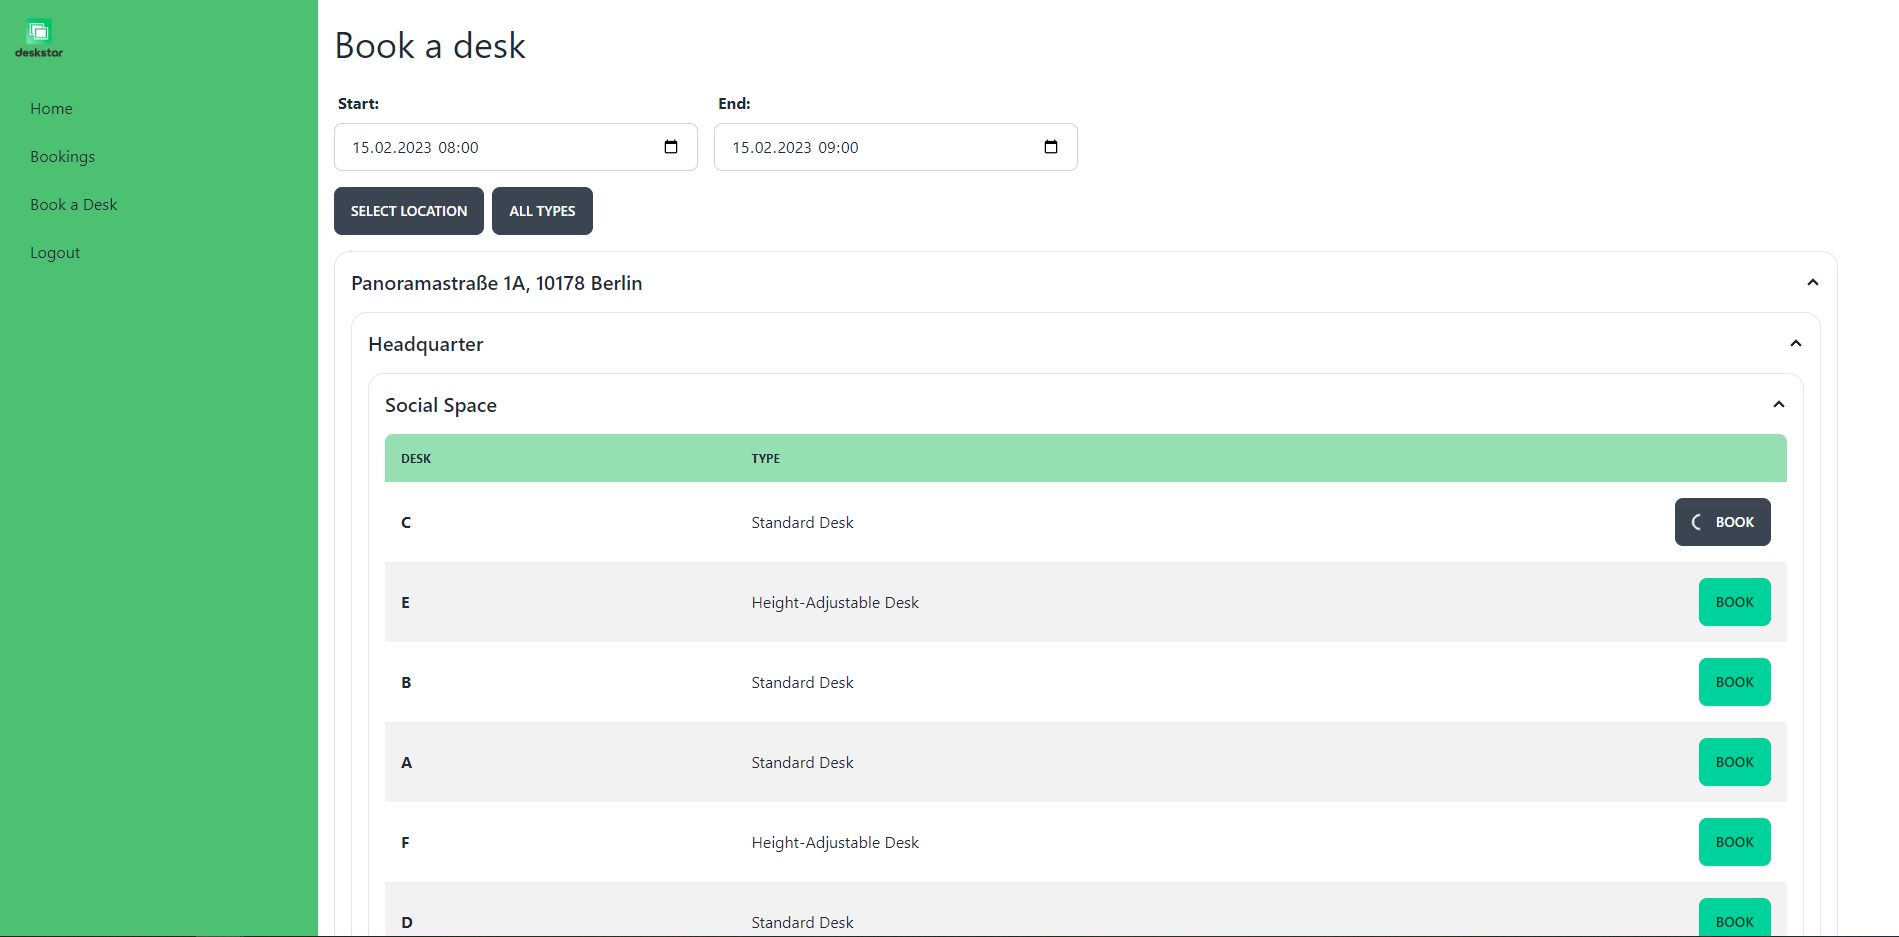 deskstar
Home
Bookings
Book a Desk
Logout
Book a desk
Start:
End:
15.02.2023 08:00
15.02.2023 09:00
SELECT LOCATION
ALL TYPES
Panoramastraße 1A, 10178 Berlin
Headquarter
Social Space
DESK TYPE
C Standard Desk BOOK
E Height-Adjustable Desk BOOK
B Standard Desk BOOK
A Standard Desk BOOK
F Height-Adjustable Desk BOOK
D Standard Desk BOOK